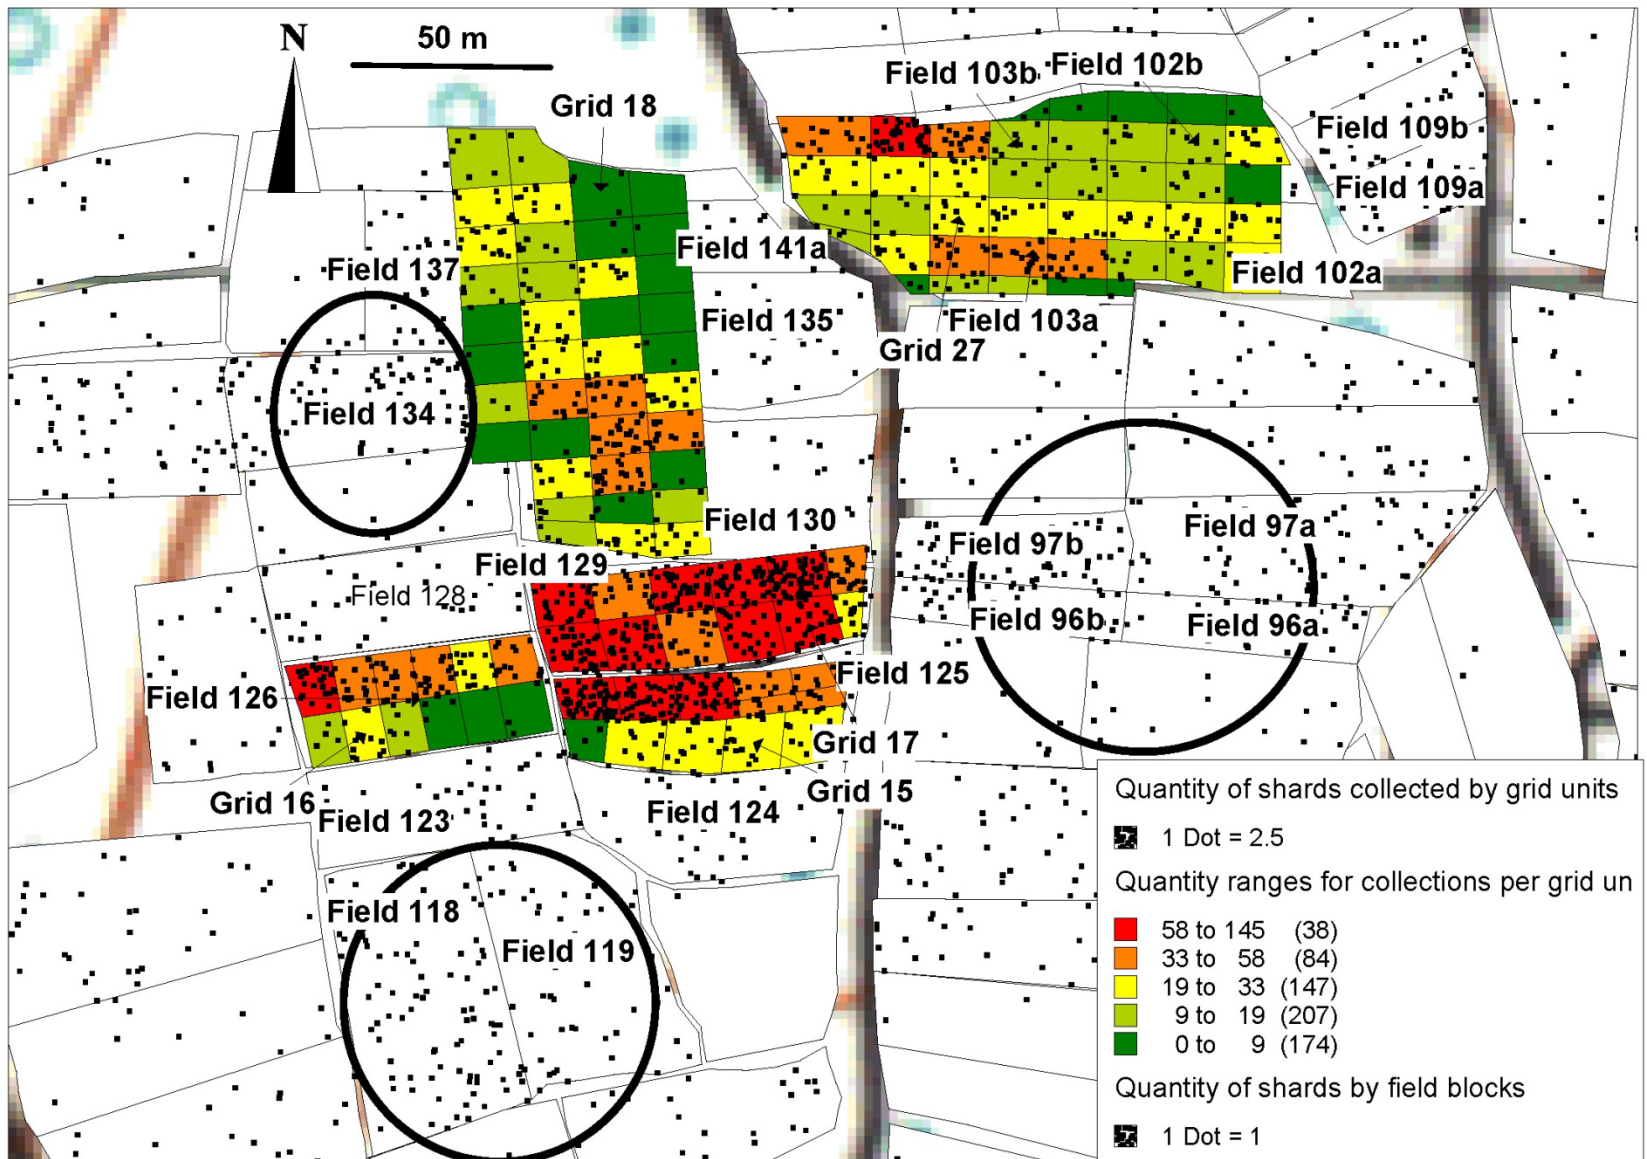 N
50 m
Grid 18
Field 103b
Field 102b
Field 109b
Field 109a
Field 141a
Field 137
Field 102a
Field 135
Field 103a
Grid 27
Field 134
Field 130
Field 97a
Field 97b
Field 129
Field 128
Field 96b
Field 96a
Field 125
Field 126
Grid 17
Grid 15
Grid 16
Field 123
Field 124
Field 118
Field 119
Quantity of shards collected by grid units
1 Dot = 2.5
Quantity ranges for collections per grid un
58 to 145 (38)
33 to 58 (84)
19 to 33 (147)
9 to 19 (207)
0 to 9 (174)
Quantity of shards by field blocks
1 Dot = 1